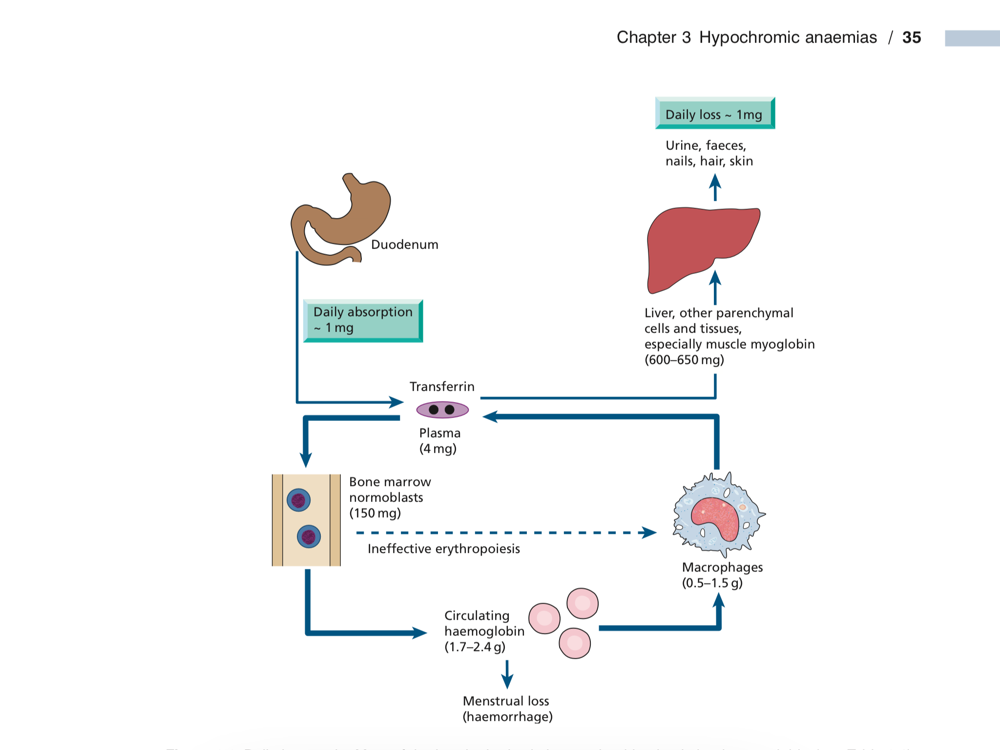 Chapter 3 Hypochromic anaemias / 35
Daily loss ~ 1mg
Urine, faeces,
nails, hair, skin
Duodenum
Daily absorption
~ 1 mg
Liver, other parenchymal
cells and tissues,
especially muscle myoglobin
(600–650 mg)
Transferrin
Plasma
(4 mg)
Bone marrow
normoblasts
(150 mg)
Ineffective erythropoiesis
Macrophages
(0.5–1.5 g)
Circulating
haemoglobin
(1.7–2.4 g)
Menstrual loss
(haemorrhage)